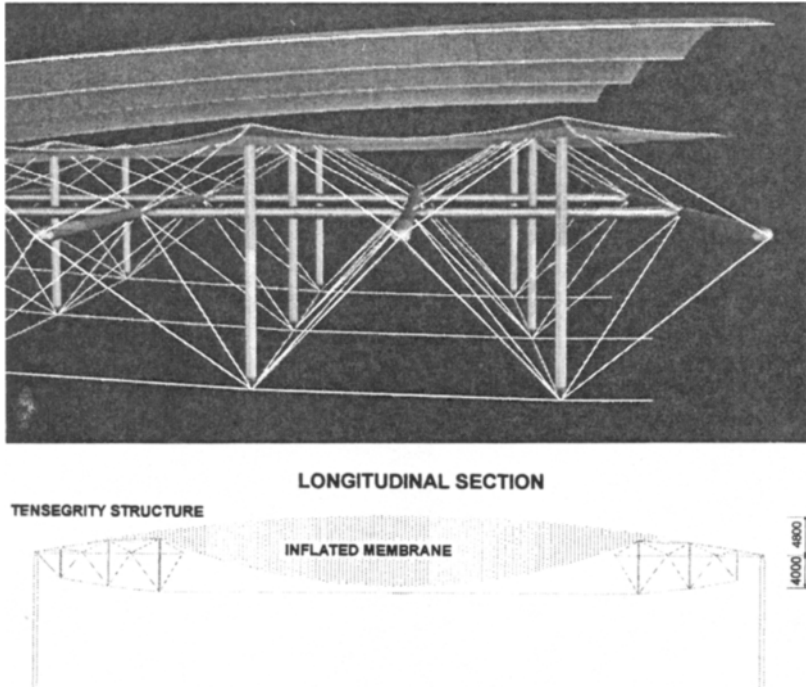 LONGITUDINAL SECTION
TENSEGRITY STRUCTURE
INFLATED MEMBRANE
4800
4000